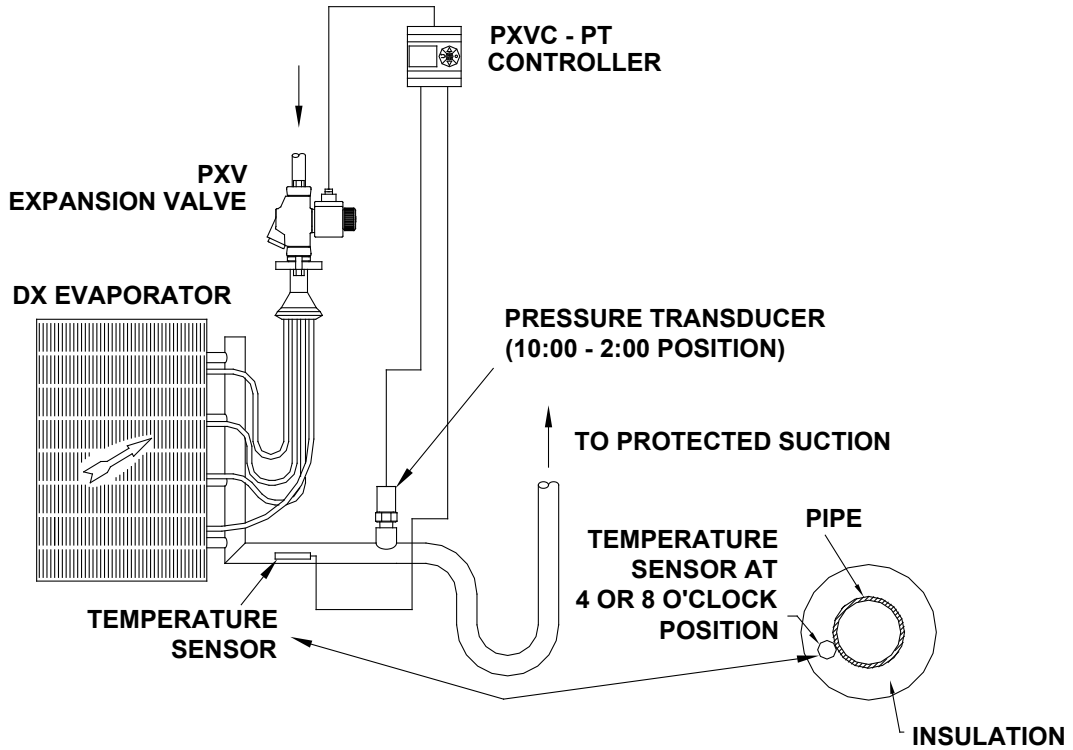 PXVC - PT
CONTROLLER
PXV
EXPANSION VALVE
DX EVAPORATOR
PRESSURE TRANSDUCER
(10:00 - 2:00 POSITION)
TO PROTECTED SUCTION
PIPE
TEMPERATURE
SENSOR AT
4 OR 8 O'CLOCK
POSITION
TEMPERATURE
SENSOR
INSULATION